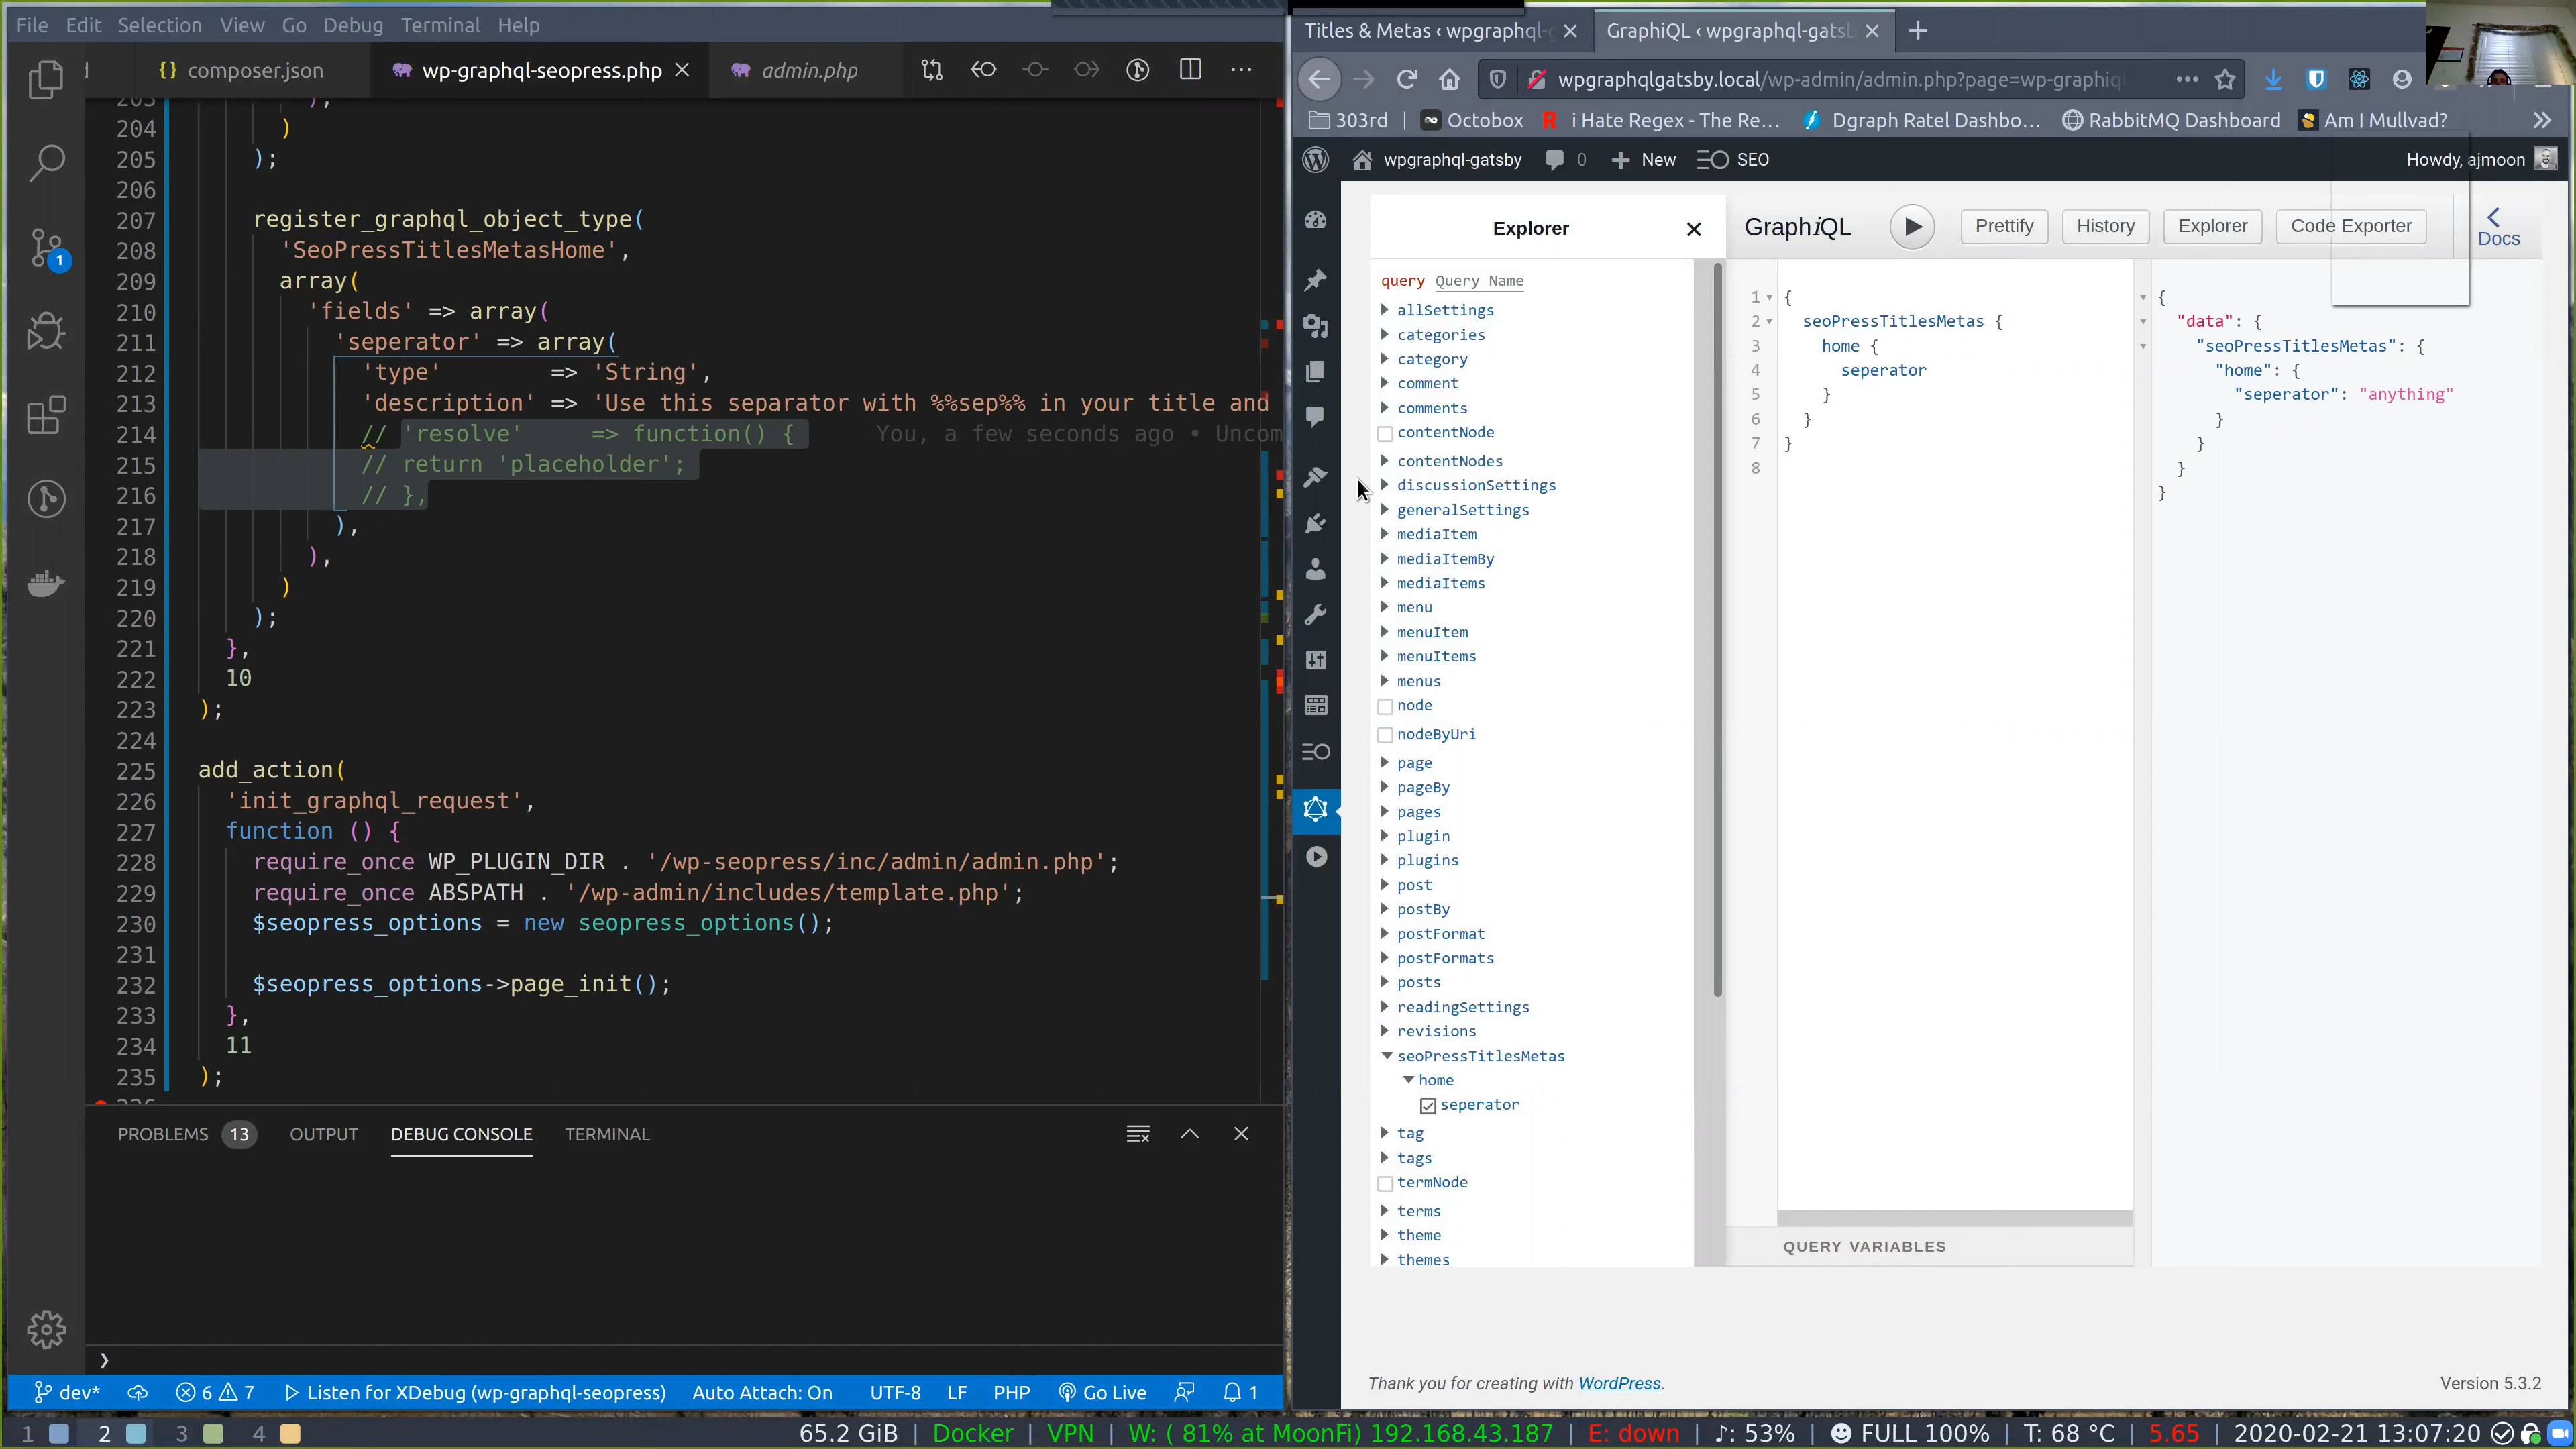 File Edit Selection View Go Debug Terminal Help
{} composer.json
wp-graphql-seopress.php
admin.php
204 )
205 );
206
207 register_graphql_object_type(
208 'SeoPressTitlesMetasHome',
209 array(
210 'fields' => array(
211 'seperator' => array(
212 'type' => 'String',
213 'description' => 'Use this separator with %%sep%% in your title and
214 // 'resolve' => function() { You, a few seconds ago • Uncom
215 // return 'placeholder';
216 // },
217 ),
218 ),
219 )
220 );
221 },
222 10
223 );
224
225 add_action(
226 'init_graphql_request',
227 function () {
228 require_once WP_PLUGIN_DIR . '/wp-seopress/inc/admin/admin.php';
229 require_once ABSPATH . '/wp-admin/includes/template.php';
230 $seopress_options = new seopress_options();
231
232 $seopress_options->page_init();
233 },
234 11
235 );
1
PROBLEMS 13 OUTPUT DEBUG CONSOLE TERMINAL
dev* 6 7 Listen for XDebug (wp-graphql-seopress) Auto Attach: On UTF-8 LF PHP Go Live 1
Titles & Metas ‹ wpgraphql-g
GraphiQL ‹ wpgraphql-gatsb
wpgraphqlgatsby.local/wp-admin/admin.php?page=wp-graphiq
303rd | Octobox i Hate Regex - The Re... Dgraph Ratel Dashbo... RabbitMQ Dashboard Am I Mullvad?
wpgraphql-gatsby 0 + New SEO Howdy, ajmoon
Explorer
GraphiQL Prettify History Explorer Code Exporter Docs
query Query Name
allSettings
categories
category
comment
comments
contentNode
contentNodes
discussionSettings
generalSettings
mediaItem
mediaItemBy
mediaItems
menu
menuItem
menuItems
menus
node
nodeByUri
page
pageBy
pages
plugin
plugins
post
postBy
postFormat
postFormats
posts
readingSettings
revisions
seoPressTitlesMetas
home
seperator
tag
tags
termNode
terms
theme
themes
1 {
2 seoPressTitlesMetas {
3 home {
4 seperator
5 }
6 }
7 }
8
QUERY VARIABLES
{
"data": {
"seoPressTitlesMetas": {
"home": {
"seperator": "anything"
}
}
}
}
Thank you for creating with WordPress.
Version 5.3.2
1 2 3 4
65.2 GiB | Docker | VPN | W: ( 81% at MoonFi) 192.168.43.187 | E: down | ♪: 53% | FULL 100% | T: 68 °C | 5.65 | 2020-02-21 13:07:20